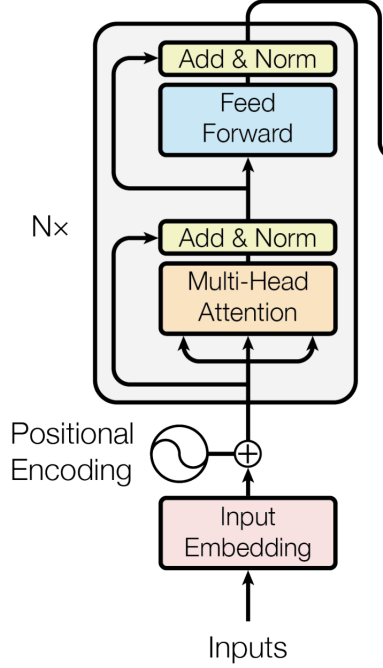 Add & Norm
Feed
Forward
N×
Add & Norm
Multi-Head
Attention
Positional
Encoding
Input
Embedding
Inputs